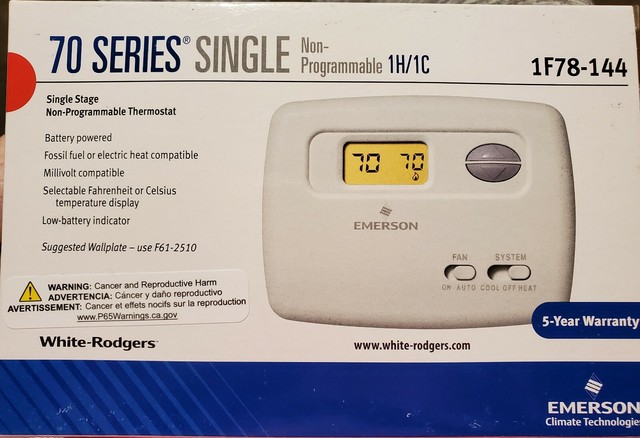 70 SERIES® SINGLE Non-Programmable 1H/1C
1F78-144
Single Stage
Non-Programmable Thermostat
Battery powered
Fossil fuel or electric heat compatible
Millivolt compatible
Selectable Fahrenheit or Celsius
temperature display
Low-battery indicator
Suggested Wallplate – use F61-2510
WARNING: Cancer and Reproductive Harm
ADVERTENCIA: Cáncer y daño reproductivo
AVERTISSEMENT: Cancer et effets nocifs sur la reproduction
www.P65Warnings.ca.gov
White-Rodgers
70 70
EMERSON
FAN SYSTEM
ON AUTO COOL OFF HEAT
www.white-rodgers.com
5-Year Warranty
EMERSON
Climate Technologie